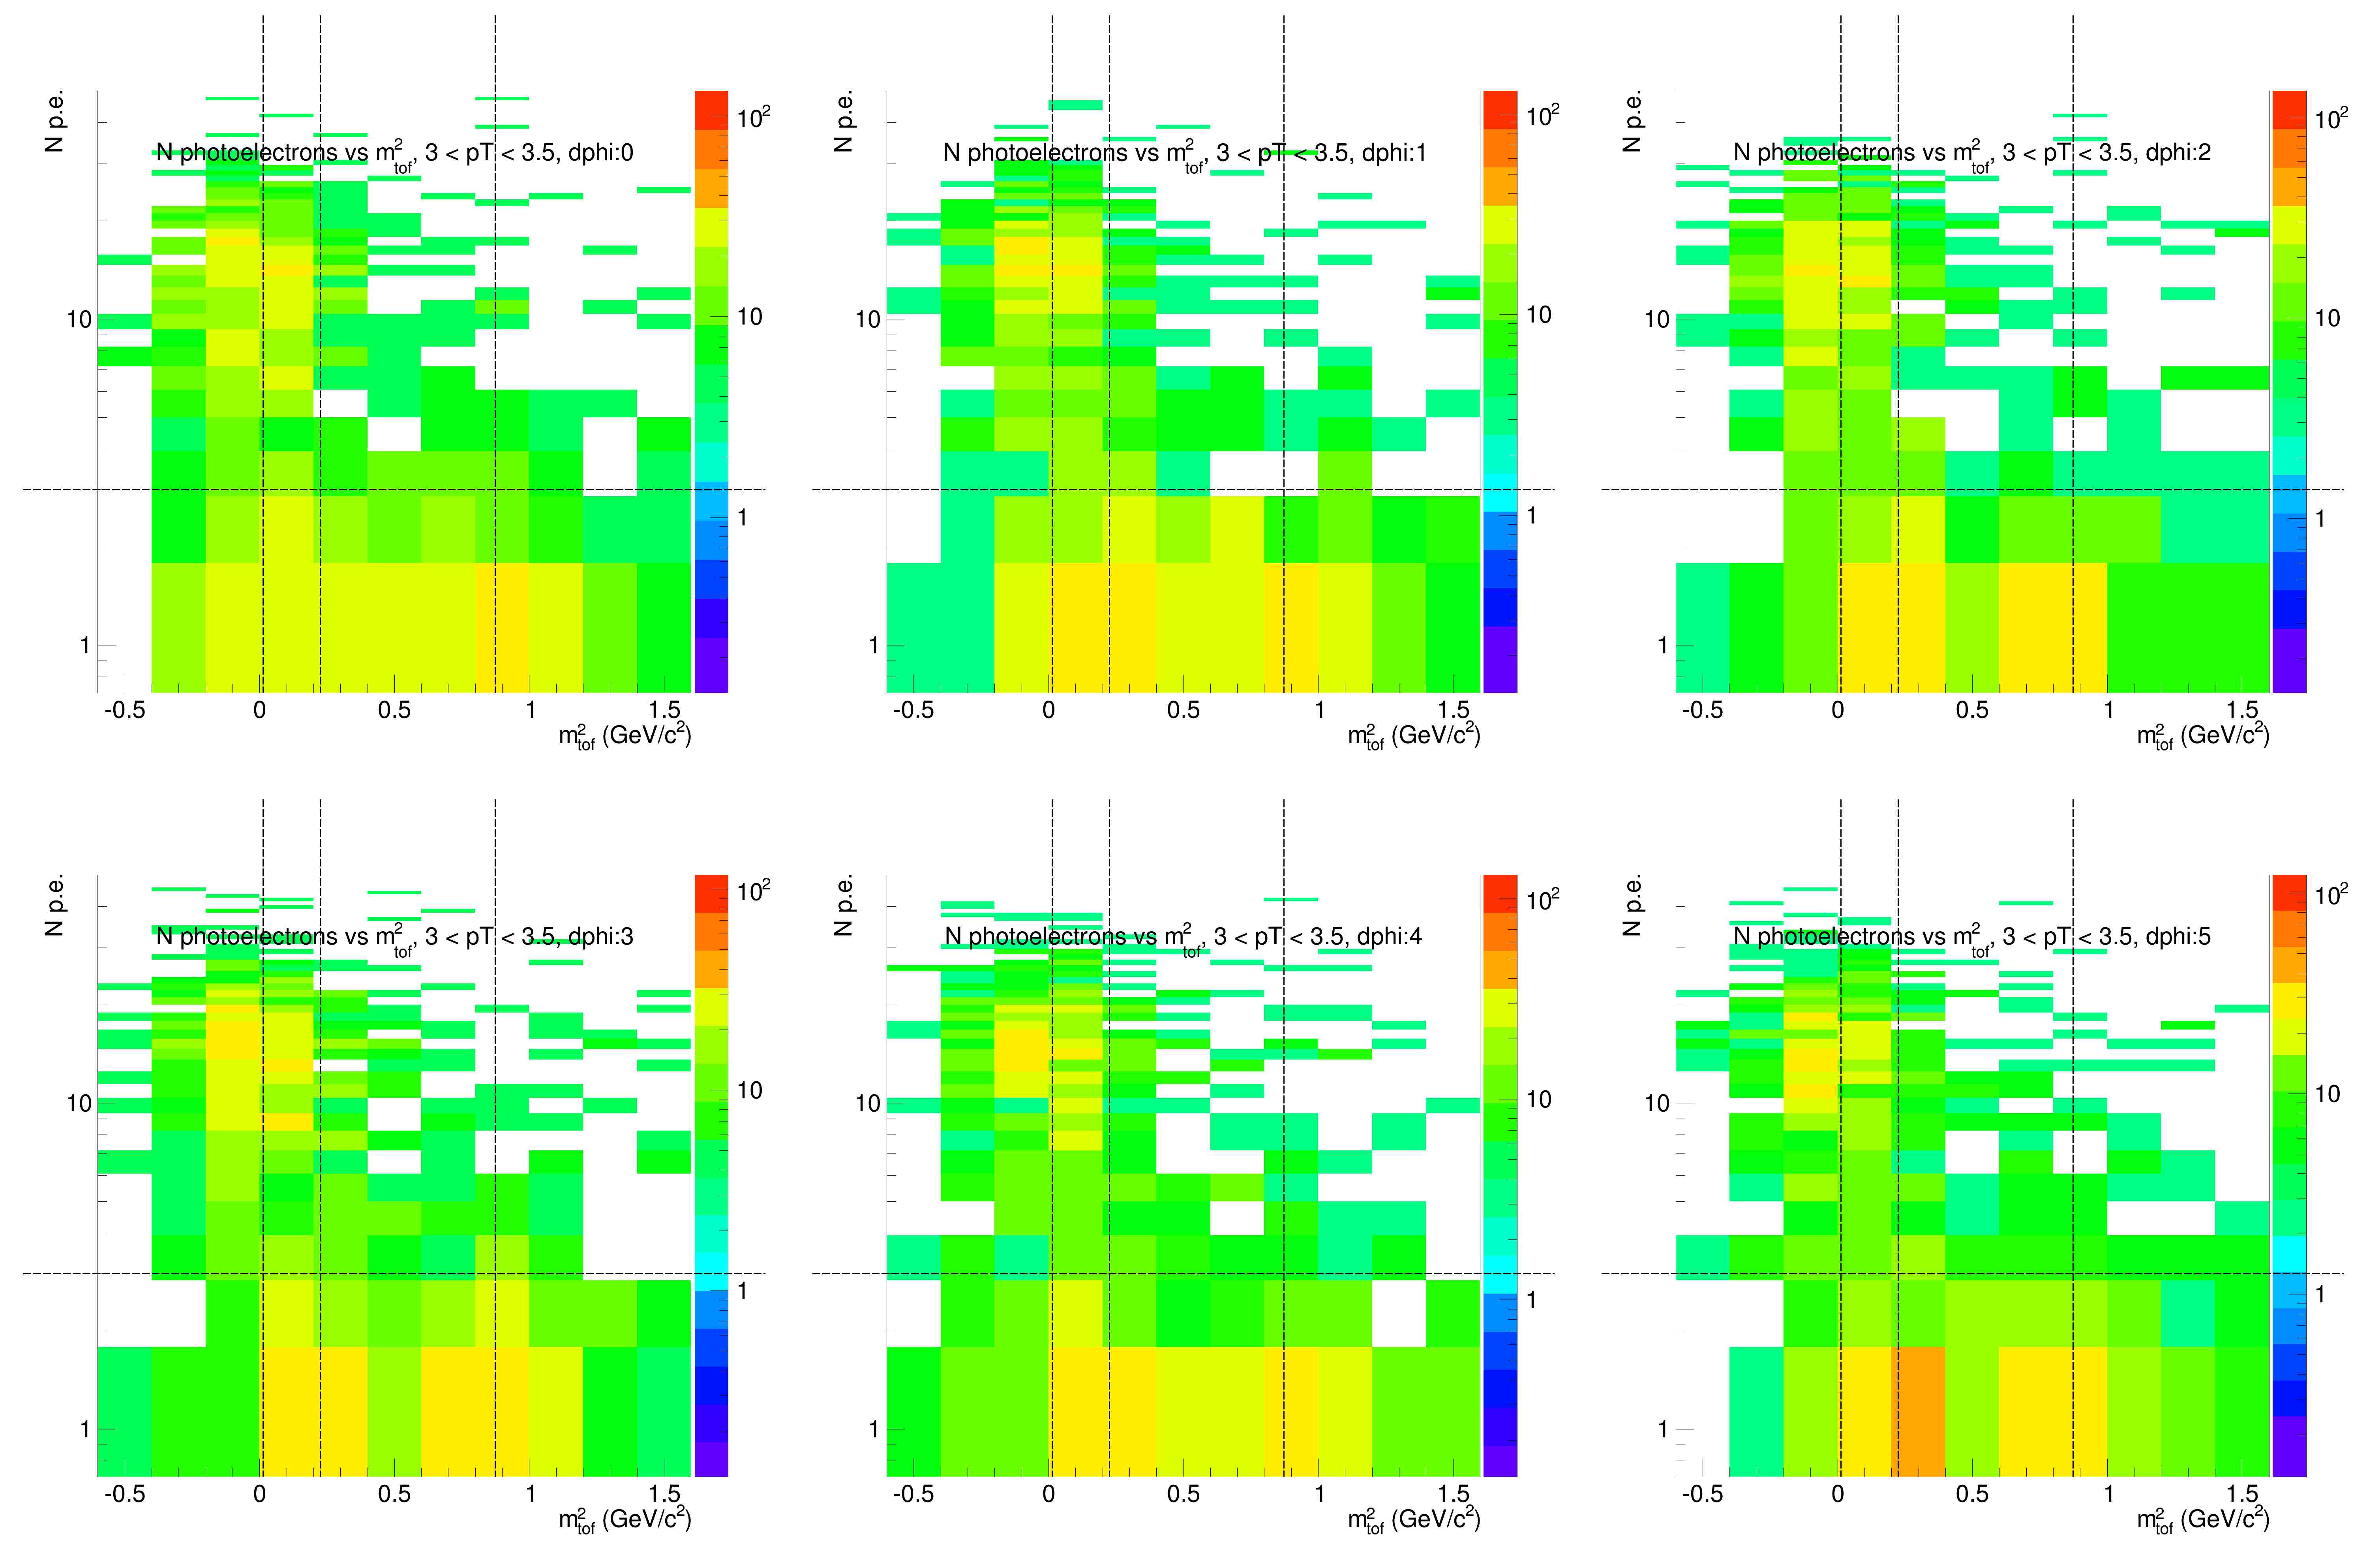 N photoelectrons vs m²tof, 3 < pT < 3.5, dphi:0
N p.e.
10
1
-0.5 0 0.5 1 1.5
m²tof (GeV/c²)
10²
10
1
N photoelectrons vs m²tof, 3 < pT < 3.5, dphi:1
N p.e.
10
1
-0.5 0 0.5 1 1.5
m²tof (GeV/c²)
10²
10
1
N photoelectrons vs m²tof, 3 < pT < 3.5, dphi:2
N p.e.
10
1
-0.5 0 0.5 1 1.5
m²tof (GeV/c²)
10²
10
1
N photoelectrons vs m²tof, 3 < pT < 3.5, dphi:3
N p.e.
10
1
-0.5 0 0.5 1 1.5
m²tof (GeV/c²)
10²
10
1
N photoelectrons vs m²tof, 3 < pT < 3.5, dphi:4
N p.e.
10
1
-0.5 0 0.5 1 1.5
m²tof (GeV/c²)
10²
10
1
N photoelectrons vs m²tof, 3 < pT < 3.5, dphi:5
N p.e.
10
1
-0.5 0 0.5 1 1.5
m²tof (GeV/c²)
10²
10
1